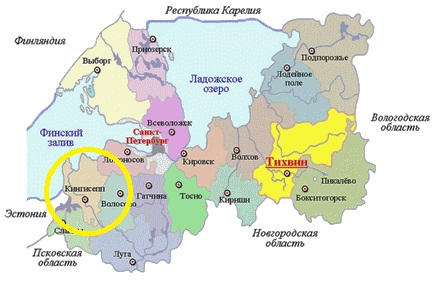 Республика Карелия
Финляндия
Выборг
Приозерск
Подпорожье
Ладожское
озеро
Лодейное
поле
Вологодская
область
Финский
залив
Всеволожск
Санкт-
Петербург
Ломоносов
Кировск
Волхов
Тихвин
Пикалёво
Бокситогорск
Кингисепп
Волосово
Гатчина
Тосно
Кириши
Эстония
Луга
Новгородская
область
Псковская
область